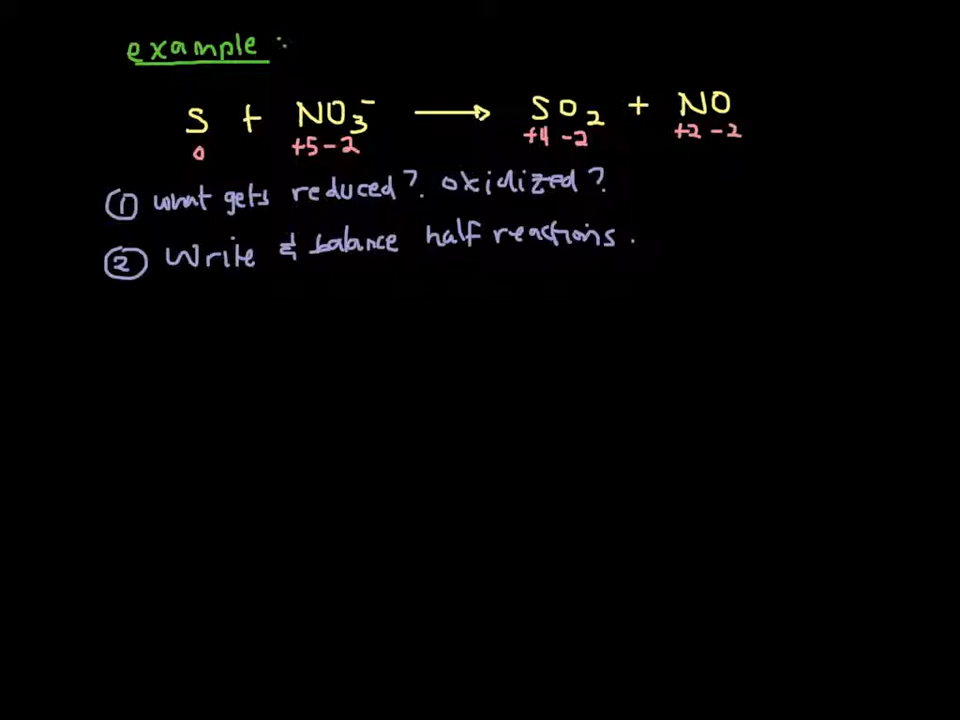 example :
S + NO₃⁻ ⟶ SO₂ + NO
0 +5 -2 +4 -2 +2 -2
① what gets reduced? oxidized?
② Write & balance half reactions.